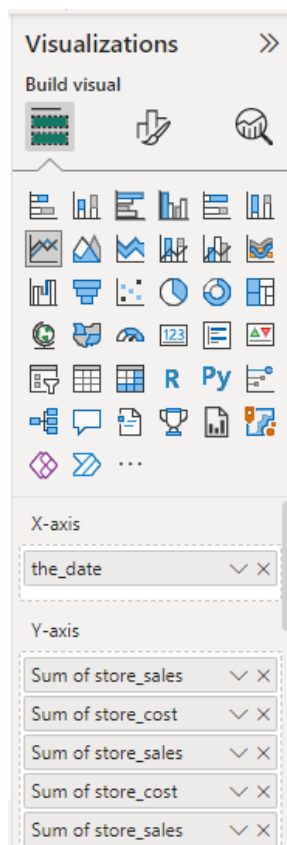 Visualizations
Build visual
123
R
Py
...
X-axis
the_date
Y-axis
Sum of store_sales
Sum of store_cost
Sum of store_sales
Sum of store_cost
Sum of store_sales